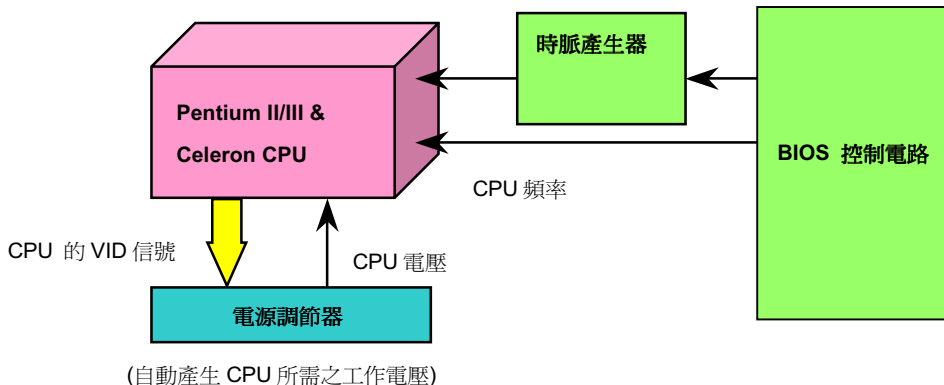 時脈產生器
Pentium II/III &
Celeron CPU
BIOS 控制電路
CPU 頻率
CPU 的 VID 信號
CPU 電壓
電源調節器
(自動產生 CPU 所需之工作電壓)